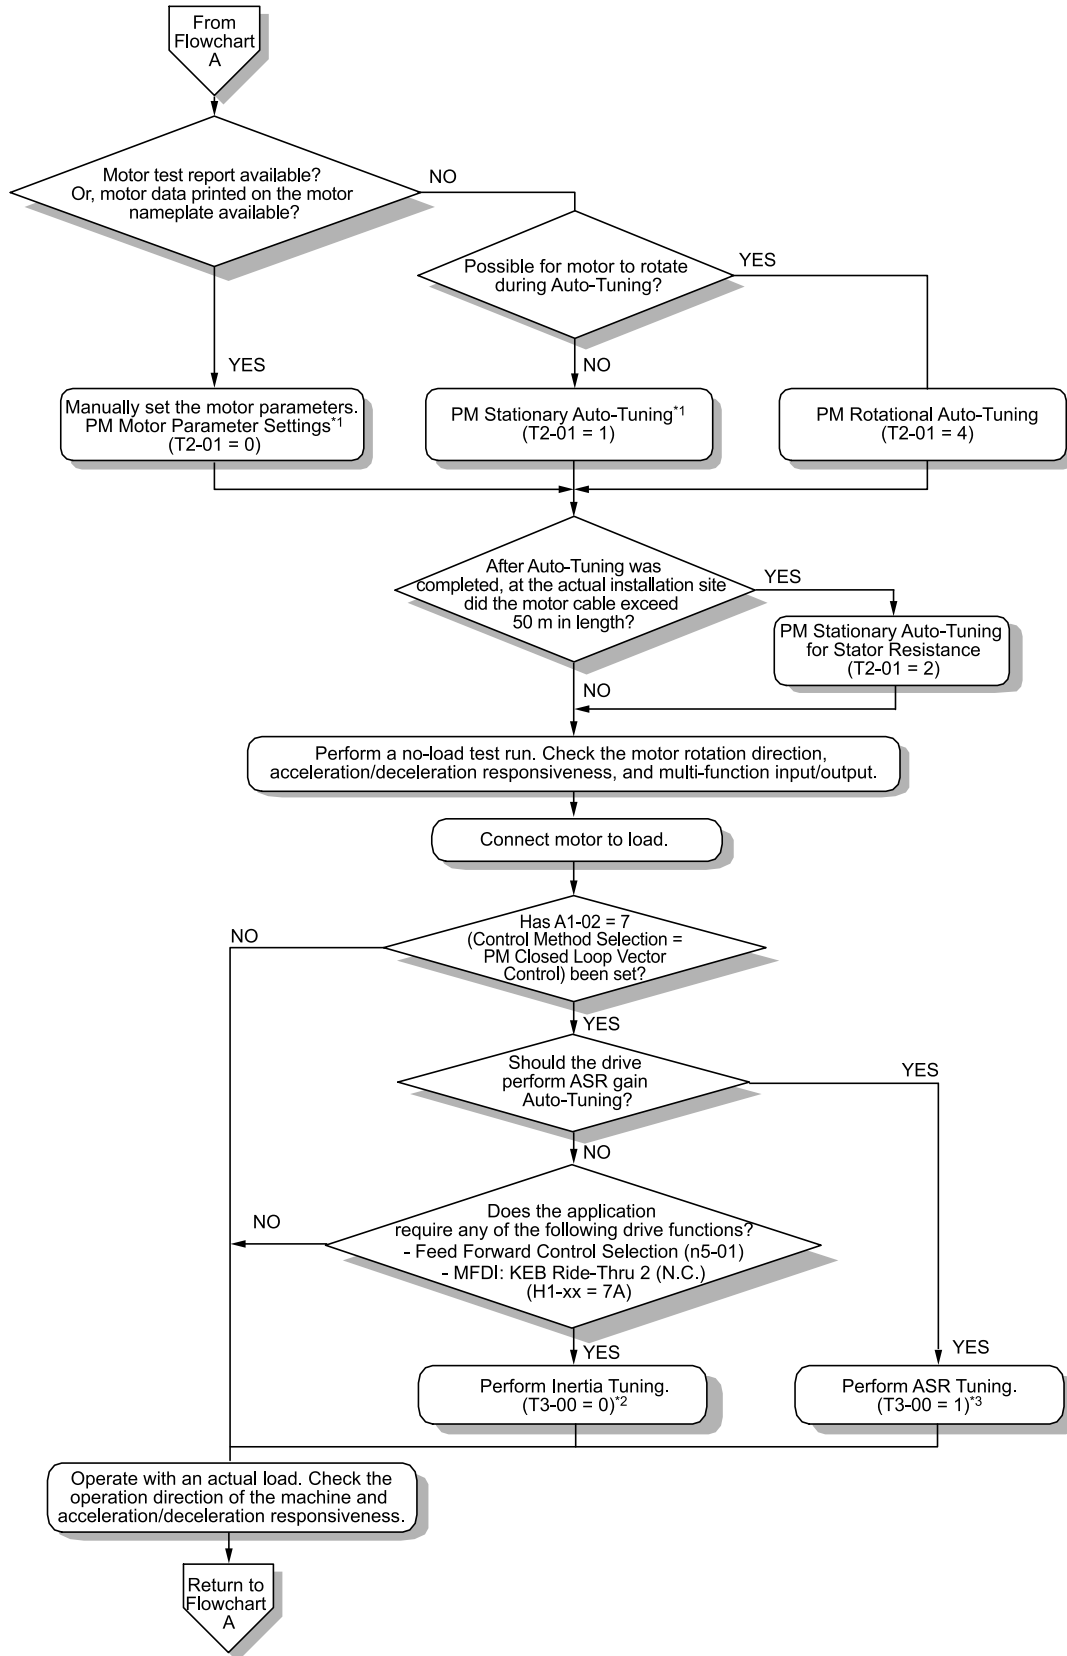 From
Flowchart
A
Motor test report available?
Or, motor data printed on the motor
nameplate available?
NO
Possible for motor to rotate
during Auto-Tuning?
YES
YES
NO
Manually set the motor parameters.
PM Motor Parameter Settings*1
(T2-01 = 0)
PM Stationary Auto-Tuning*1
(T2-01 = 1)
PM Rotational Auto-Tuning
(T2-01 = 4)
After Auto-Tuning was
completed, at the actual installation site
did the motor cable exceed
50 m in length?
YES
PM Stationary Auto-Tuning
for Stator Resistance
(T2-01 = 2)
NO
Perform a no-load test run. Check the motor rotation direction,
acceleration/deceleration responsiveness, and multi-function input/output.
Connect motor to load.
Has A1-02 = 7
(Control Method Selection =
PM Closed Loop Vector
Control) been set?
NO
YES
Should the drive
perform ASR gain
Auto-Tuning?
YES
NO
Does the application
require any of the following drive functions?
- Feed Forward Control Selection (n5-01)
- MFDI: KEB Ride-Thru 2 (N.C.)
(H1-xx = 7A)
NO
YES
YES
Perform Inertia Tuning.
(T3-00 = 0)*2
Perform ASR Tuning.
(T3-00 = 1)*3
Operate with an actual load. Check the
operation direction of the machine and
acceleration/deceleration responsiveness.
Return to
Flowchart
A